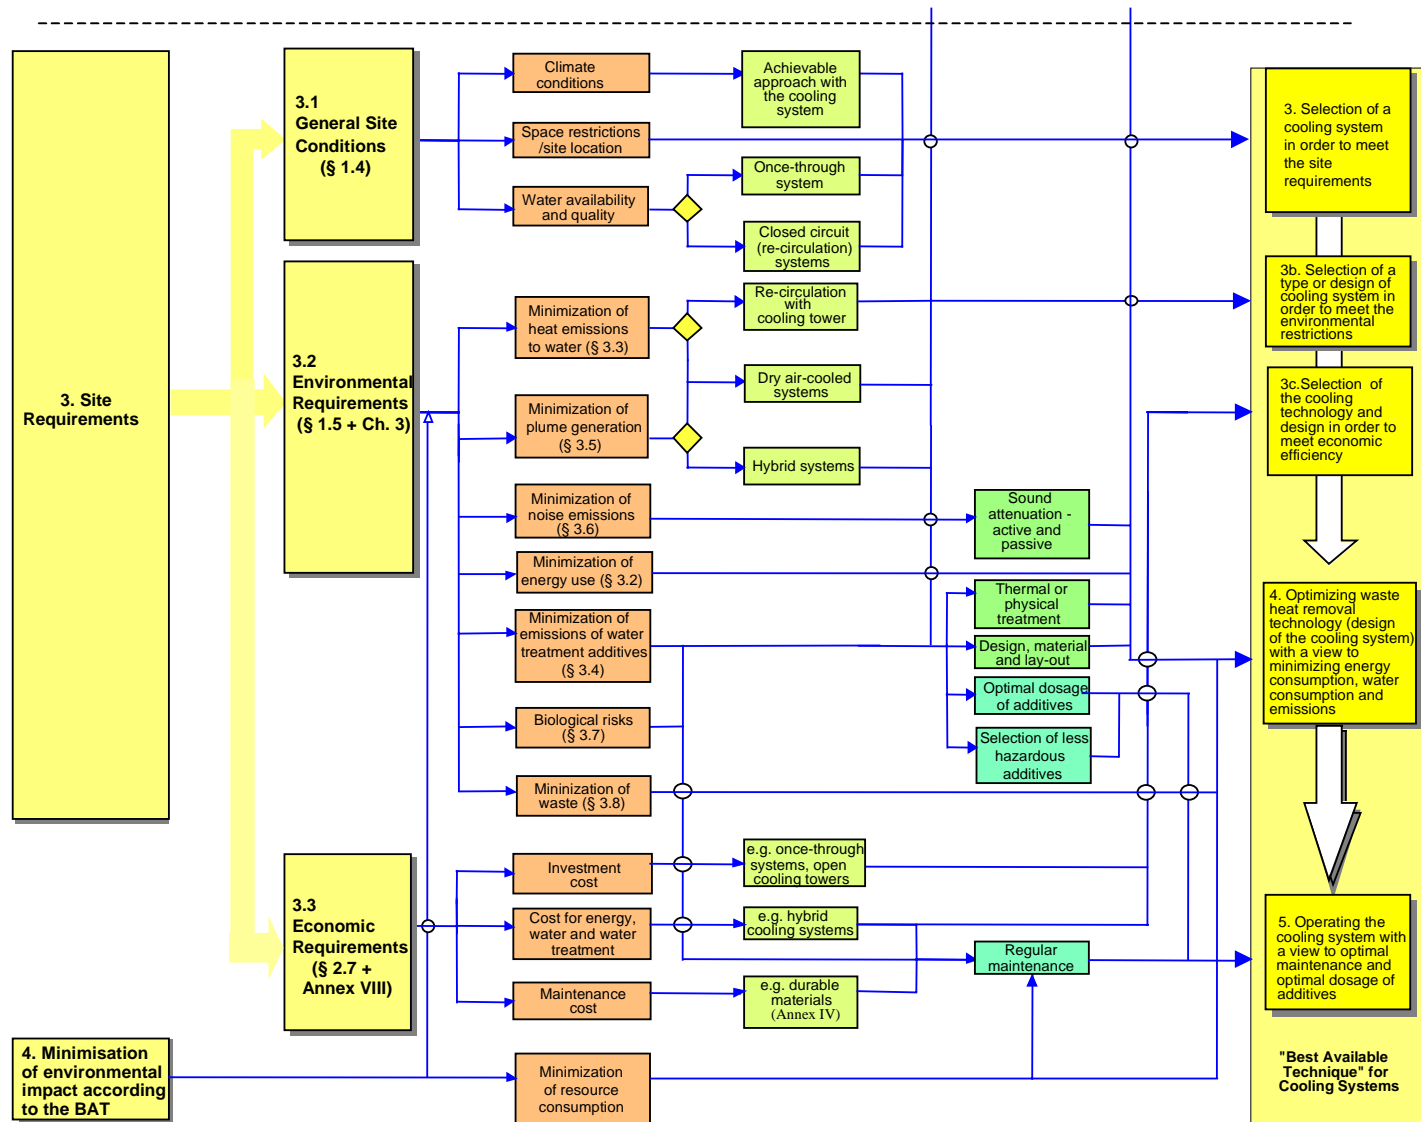 3. Site
Requirements
4. Minimisation
of environmental
impact according
to the BAT
3.1
General Site
Conditions
(§ 1.4)
3.2
Environmental
Requirements
(§ 1.5 + Ch. 3)
3.3
Economic
Requirements
(§ 2.7 +
Annex VIII)
Climate
conditions
Space restrictions
/site location
Water availability
and quality
Minimization of
heat emissions
to water (§ 3.3)
Minimization of
plume generation
(§ 3.5)
Minimization of
noise emissions
(§ 3.6)
Minimization of
energy use (§ 3.2)
Minimization of
emissions of water
treatment additives
(§ 3.4)
Biological risks
(§ 3.7)
Mininization of
waste (§ 3.8)
Investment
cost
Cost for energy,
water and water
treatment
Maintenance
cost
Minimization
of resource
consumption
Achievable
approach with
the cooling
system
Once-through
system
Closed circuit
(re-circulation)
systems
Re-circulation
with
cooling tower
Dry air-cooled
systems
Hybrid systems
e.g. once-through
systems, open
cooling towers
e.g. hybrid
cooling systems
e.g. durable
materials
(Annex IV)
Sound
attenuation -
active and
passive
Thermal or
physical
treatment
Design, material
and lay-out
Optimal dosage
of additives
Selection of less
hazardous
additives
Regular
maintenance
3. Selection of a
cooling system
in order to meet
the site
requirements
3b. Selection of a
type or design of
cooling system in
order to meet the
environmental
restrictions
3c.Selection of
the cooling
technology and
design in order to
meet economic
efficiency
4. Optimizing waste
heat removal
technology (design
of the cooling system)
with a view to
minimizing energy
consumption, water
consumption and
emissions
5. Operating the
cooling system with
a view to optimal
maintenance and
optimal dosage of
additives
"Best Available
Technique" for
Cooling Systems